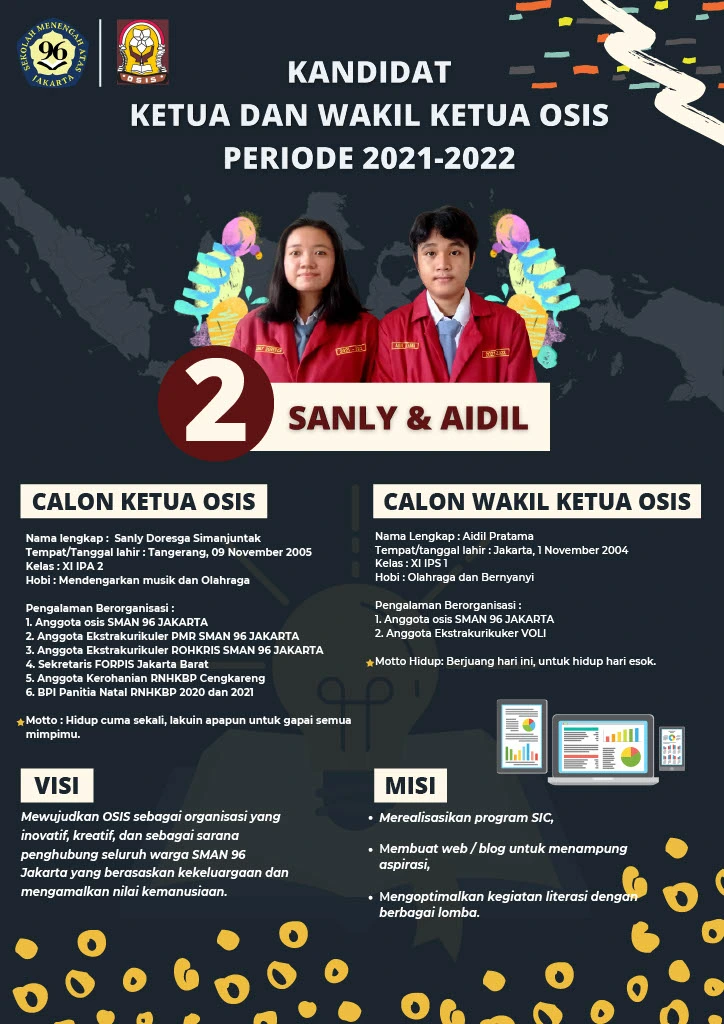 SEKOLAH MENENGAH ATAS
96
JAKARTA
OSIS
KANDIDAT
KETUA DAN WAKIL KETUA OSIS
PERIODE 2021-2022
2
SANLY & AIDIL
CALON KETUA OSIS
Nama lengkap : Sanly Doresga Simanjuntak
Tempat/Tanggal lahir : Tangerang, 09 November 2005
Kelas : XI IPA 2
Hobi : Mendengarkan musik dan Olahraga
Pengalaman Berorganisasi :
1. Anggota osis SMAN 96 JAKARTA
2. Anggota Ekstrakurikuler PMR SMAN 96 JAKARTA
3. Anggota Ekstrakurikuler ROHKRIS SMAN 96 JAKARTA
4. Sekretaris FORPIS Jakarta Barat
5. Anggota Kerohanian RNHKBP Cengkareng
6. BPI Panitia Natal RNHKBP 2020 dan 2021
Motto : Hidup cuma sekali, lakuin apapun untuk gapai semua
mimpimu.
CALON WAKIL KETUA OSIS
Nama Lengkap : Aidil Pratama
Tempat/tanggal lahir : Jakarta, 1 November 2004
Kelas : XI IPS 1
Hobi : Olahraga dan Bernyanyi
Pengalaman Berorganisasi :
1. Anggota osis SMAN 96 JAKARTA
2. Anggota Ekstrakurikuker VOLI
Motto Hidup: Berjuang hari ini, untuk hidup hari esok.
VISI
Mewujudkan OSIS sebagai organisasi yang
inovatif, kreatif, dan sebagai sarana
penghubung seluruh warga SMAN 96
Jakarta yang berasaskan kekeluargaan dan
mengamalkan nilai kemanusiaan.
MISI
• Merealisasikan program SIC,
• Membuat web / blog untuk menampung
aspirasi,
• Mengoptimalkan kegiatan literasi dengan
berbagai lomba.